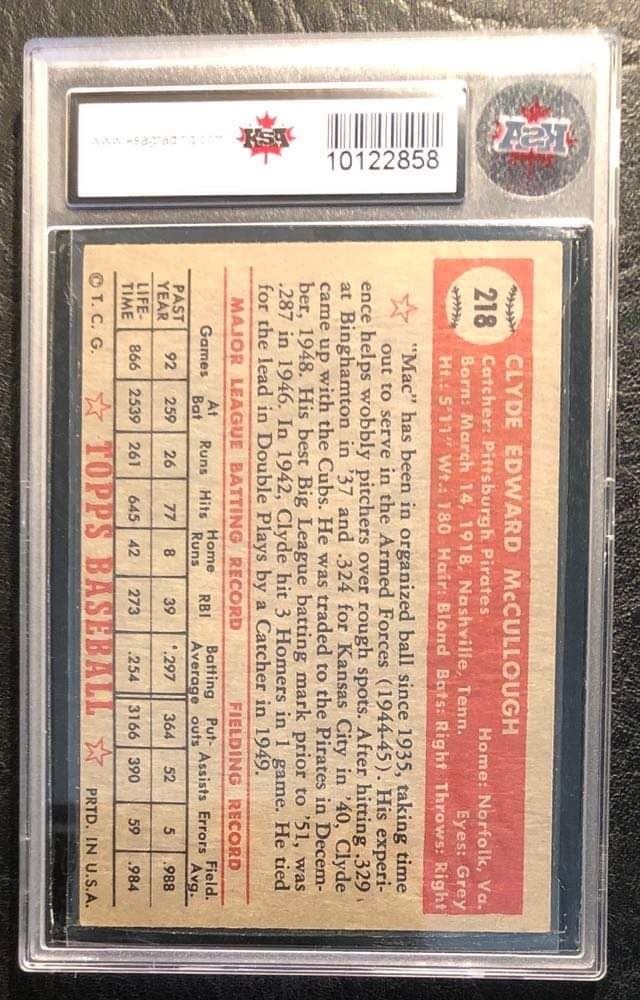 www.ksagrading.com
KSA
10122858
KSA
218
CLYDE EDWARD McCULLOUGH
Catcher: Pittsburgh Pirates Home: Norfolk, Va.
Born: March 14, 1918, Nashville, Tenn. Eyes: Grey
Ht.: 5'11" Wt.: 180 Hair: Blond Bats: Right Throws: Right
"Mac" has been in organized ball since 1935, taking time
out to serve in the Armed Forces (1944-45). His experi-
ence helps wobbly pitchers over rough spots. After hitting .329
at Binghamton in '37 and .324 for Kansas City in '40, Clyde
came up with the Cubs. He was traded to the Pirates in Decem-
ber, 1948. His best Big League batting mark prior to '51, was
.287 in 1946. In 1942, Clyde hit 3 Homers in 1 game. He tied
for the lead in Double Plays by a Catcher in 1949.
MAJOR LEAGUE BATTING RECORD FIELDING RECORD
Games At Bat Runs Hits Home Runs RBI Batting Average Put-outs Assists Errors Field. Avg.
PAST YEAR 92 259 26 77 8 39 .297 364 52 5 .988
LIFE-TIME 866 2539 261 645 42 273 .254 3166 390 59 .984
© T. C. G. TOPPS BASEBALL PRTD. IN U.S.A.